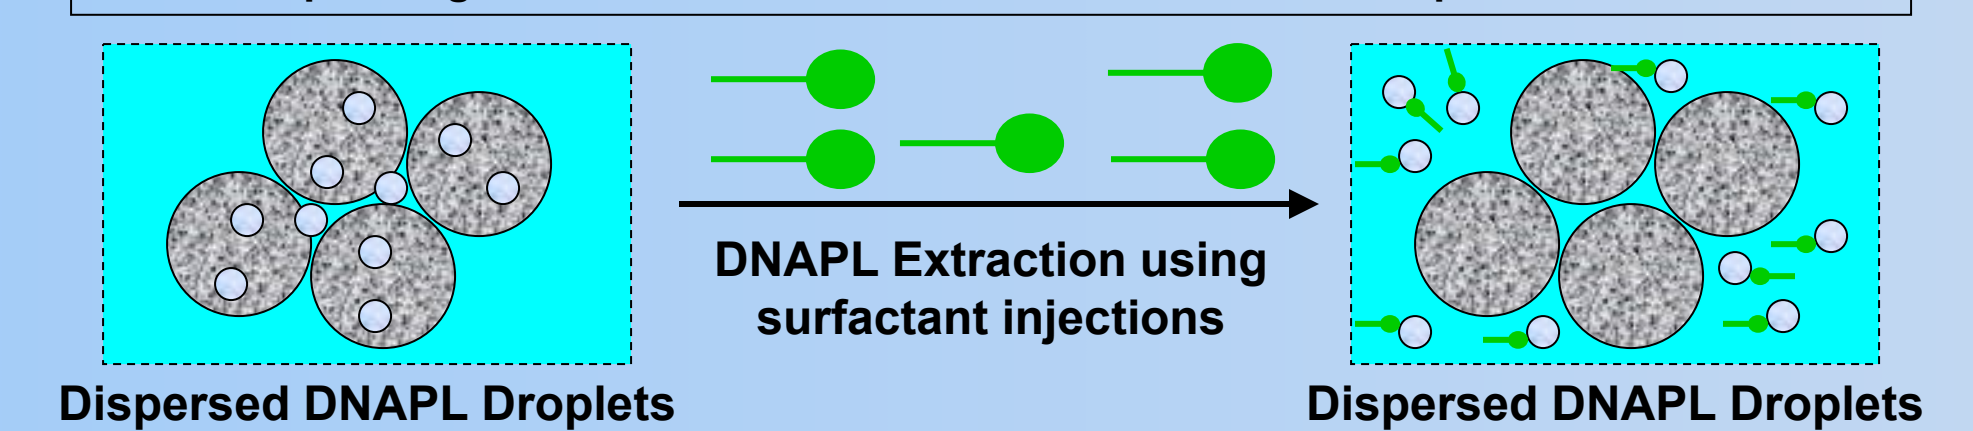 DNAPL Extraction using
surfactant injections
Dispersed DNAPL Droplets
Dispersed DNAPL Droplets